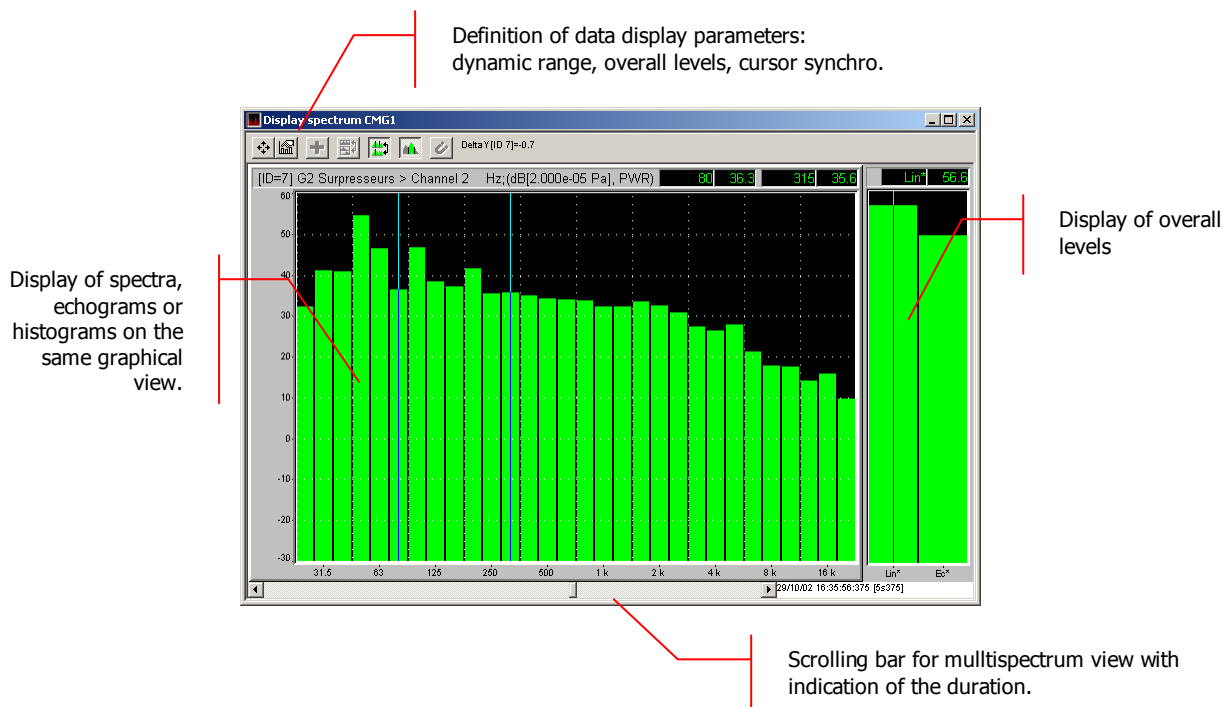 Definition of data display parameters:
dynamic range, overall levels, cursor synchro.
Display spectrum CMG1
Delta Y[ID 7]=-0.7
[ID=7] G2 Surpresseurs > Channel 2 Hz;(dB[2.000e-05 Pa], PWR) 80 36.3 315 35.6
Lin* 56.6
60
50
40
30
20
10
0
-10
-20
-30
31.5 63 125 250 500 1 k 2 k 4 k 8 k 16 k
Lin* Ec*
29/10/02 16:35:56:375 [5s375]
Display of spectra,
echograms or
histograms on the
same graphical
view.
Display of overall
levels
Scrolling bar for mulltispectrum view with
indication of the duration.